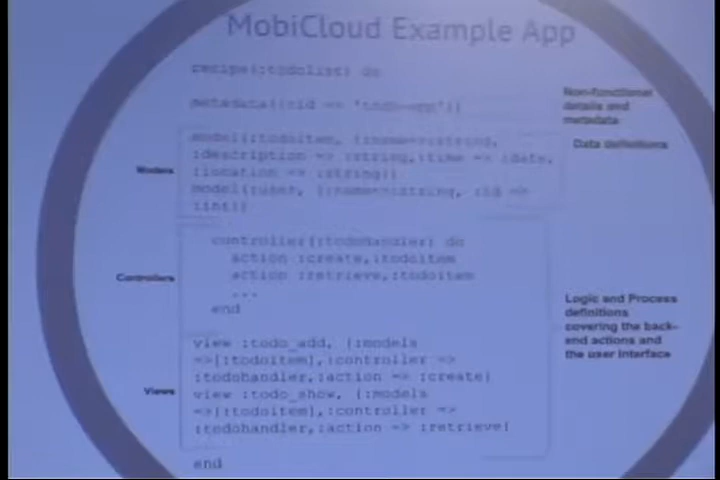 MobiCloud Example App
recipe(:todolist) do
metadata({:id => 'todo-app'})
Non-functional
details and
metadata
Models
model(:todoitem, {:name=>:string,
:description => :string,:time => :date,
:location => :string})
model(:user, {:name=>:string, :id =>
:int})
Data definitions
Controllers
controller(:todohandler) do
action :create,:todoitem
action :retrieve,:todoitem
...
end
Logic and Process
definitions
covering the back-
end actions and
the user interface
Views
view :todo_add, {:models
=>[:todoitem],:controller =>
:todohandler,:action => :create}
view :todo_show, {:models
=>[:todoitem],:controller =>
:todohandler,:action => :retrieve}
end